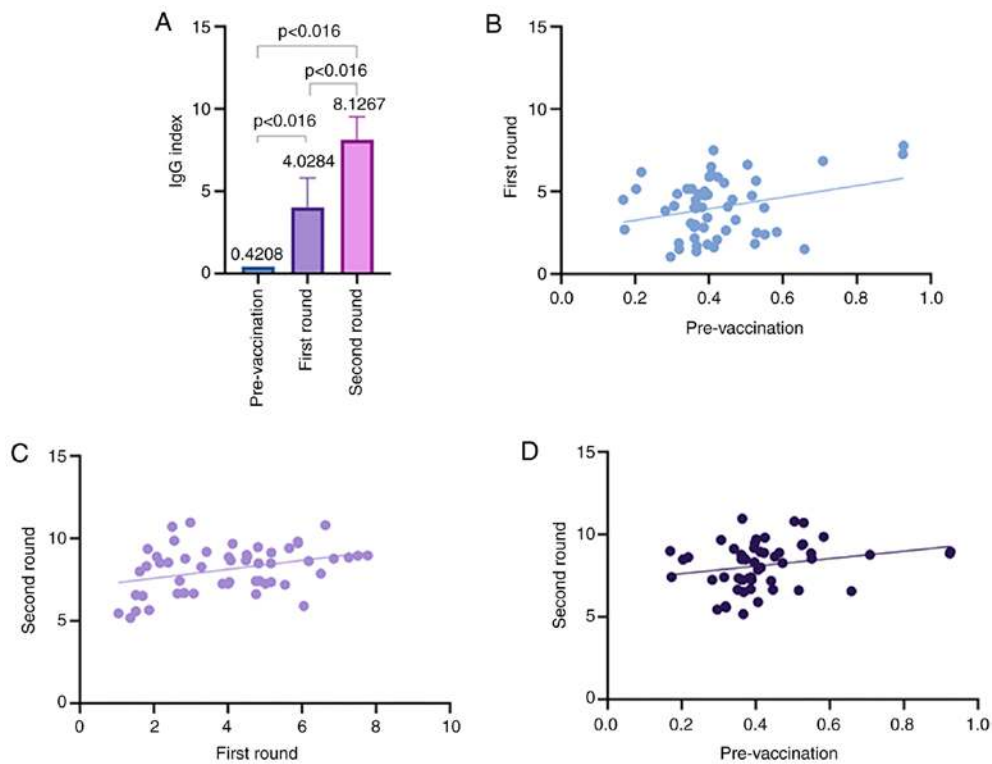 A
15
10
5
0
IgG index
p<0.016
p<0.016
8.1267
p<0.016
4.0284
0.4208
Pre-vaccination
First round
Second round
B
15
10
5
0
First round
0.0
0.2
0.4
0.6
0.8
1.0
Pre-vaccination
C
15
10
5
0
Second round
0
2
4
6
8
10
First round
D
15
10
5
0
Second round
0.0
0.2
0.4
0.6
0.8
1.0
Pre-vaccination